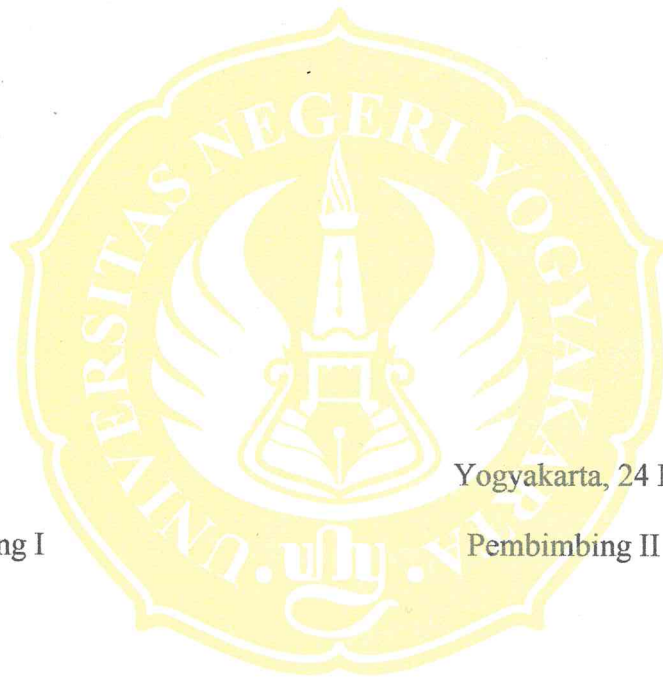 UNIVERSITAS NEGERI YOGYAKARTA
uny
Yogyakarta, 24
ng I
Pembimbing II